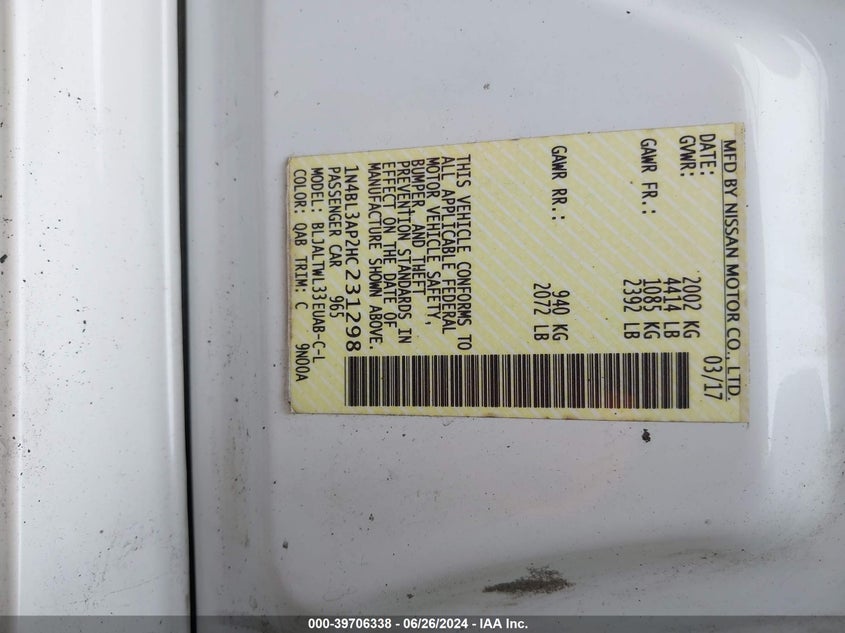 MFD BY NISSAN MOTOR CO., LTD.
DATE: 03/17
GVWR: 2002 KG
4414 LB
GAWR FR.: 1085 KG
2392 LB
GAWR RR.: 940 KG
2072 LB
THIS VEHICLE CONFORMS TO
ALL APPLICABLE FEDERAL
MOTOR VEHICLE SAFETY,
BUMPER, AND THEFT
PREVENTION STANDARDS IN
EFFECT ON THE DATE OF
MANUFACTURE SHOWN ABOVE.
1N4BL3AP2HC231298
PASSENGER CAR 965
MODEL: BLJALTWL33EUAB-C-L
COLOR: QAB TRIM: C 9N00A
000-39706338 - 06/26/2024 - IAA Inc.